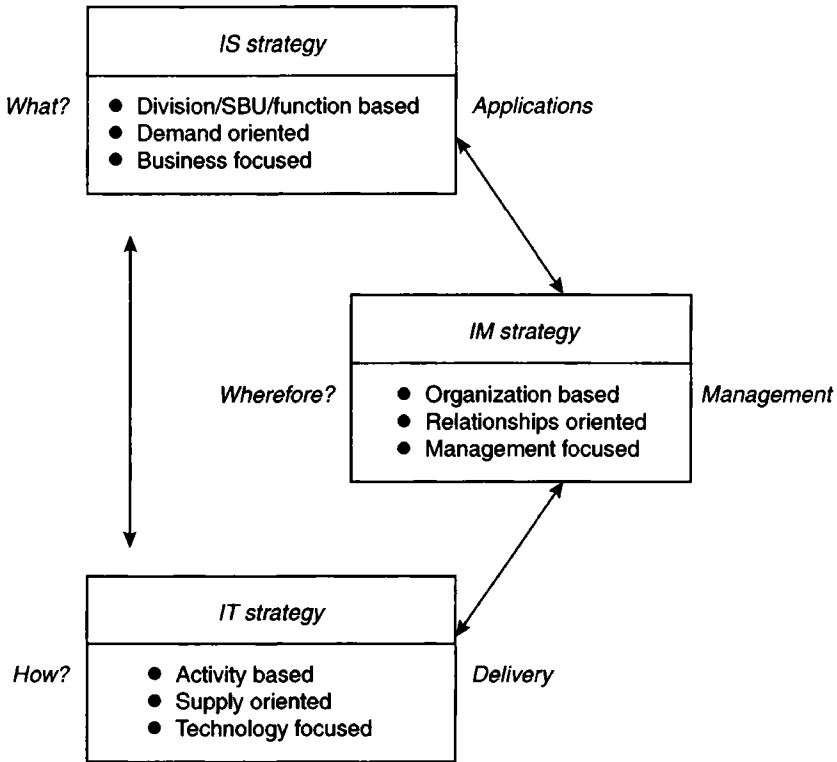 IS strategy
What?
● Division/SBU/function based
● Demand oriented
● Business focused
Applications
IM strategy
Wherefore?
● Organization based
● Relationships oriented
● Management focused
Management
IT strategy
How?
● Activity based
● Supply oriented
● Technology focused
Delivery